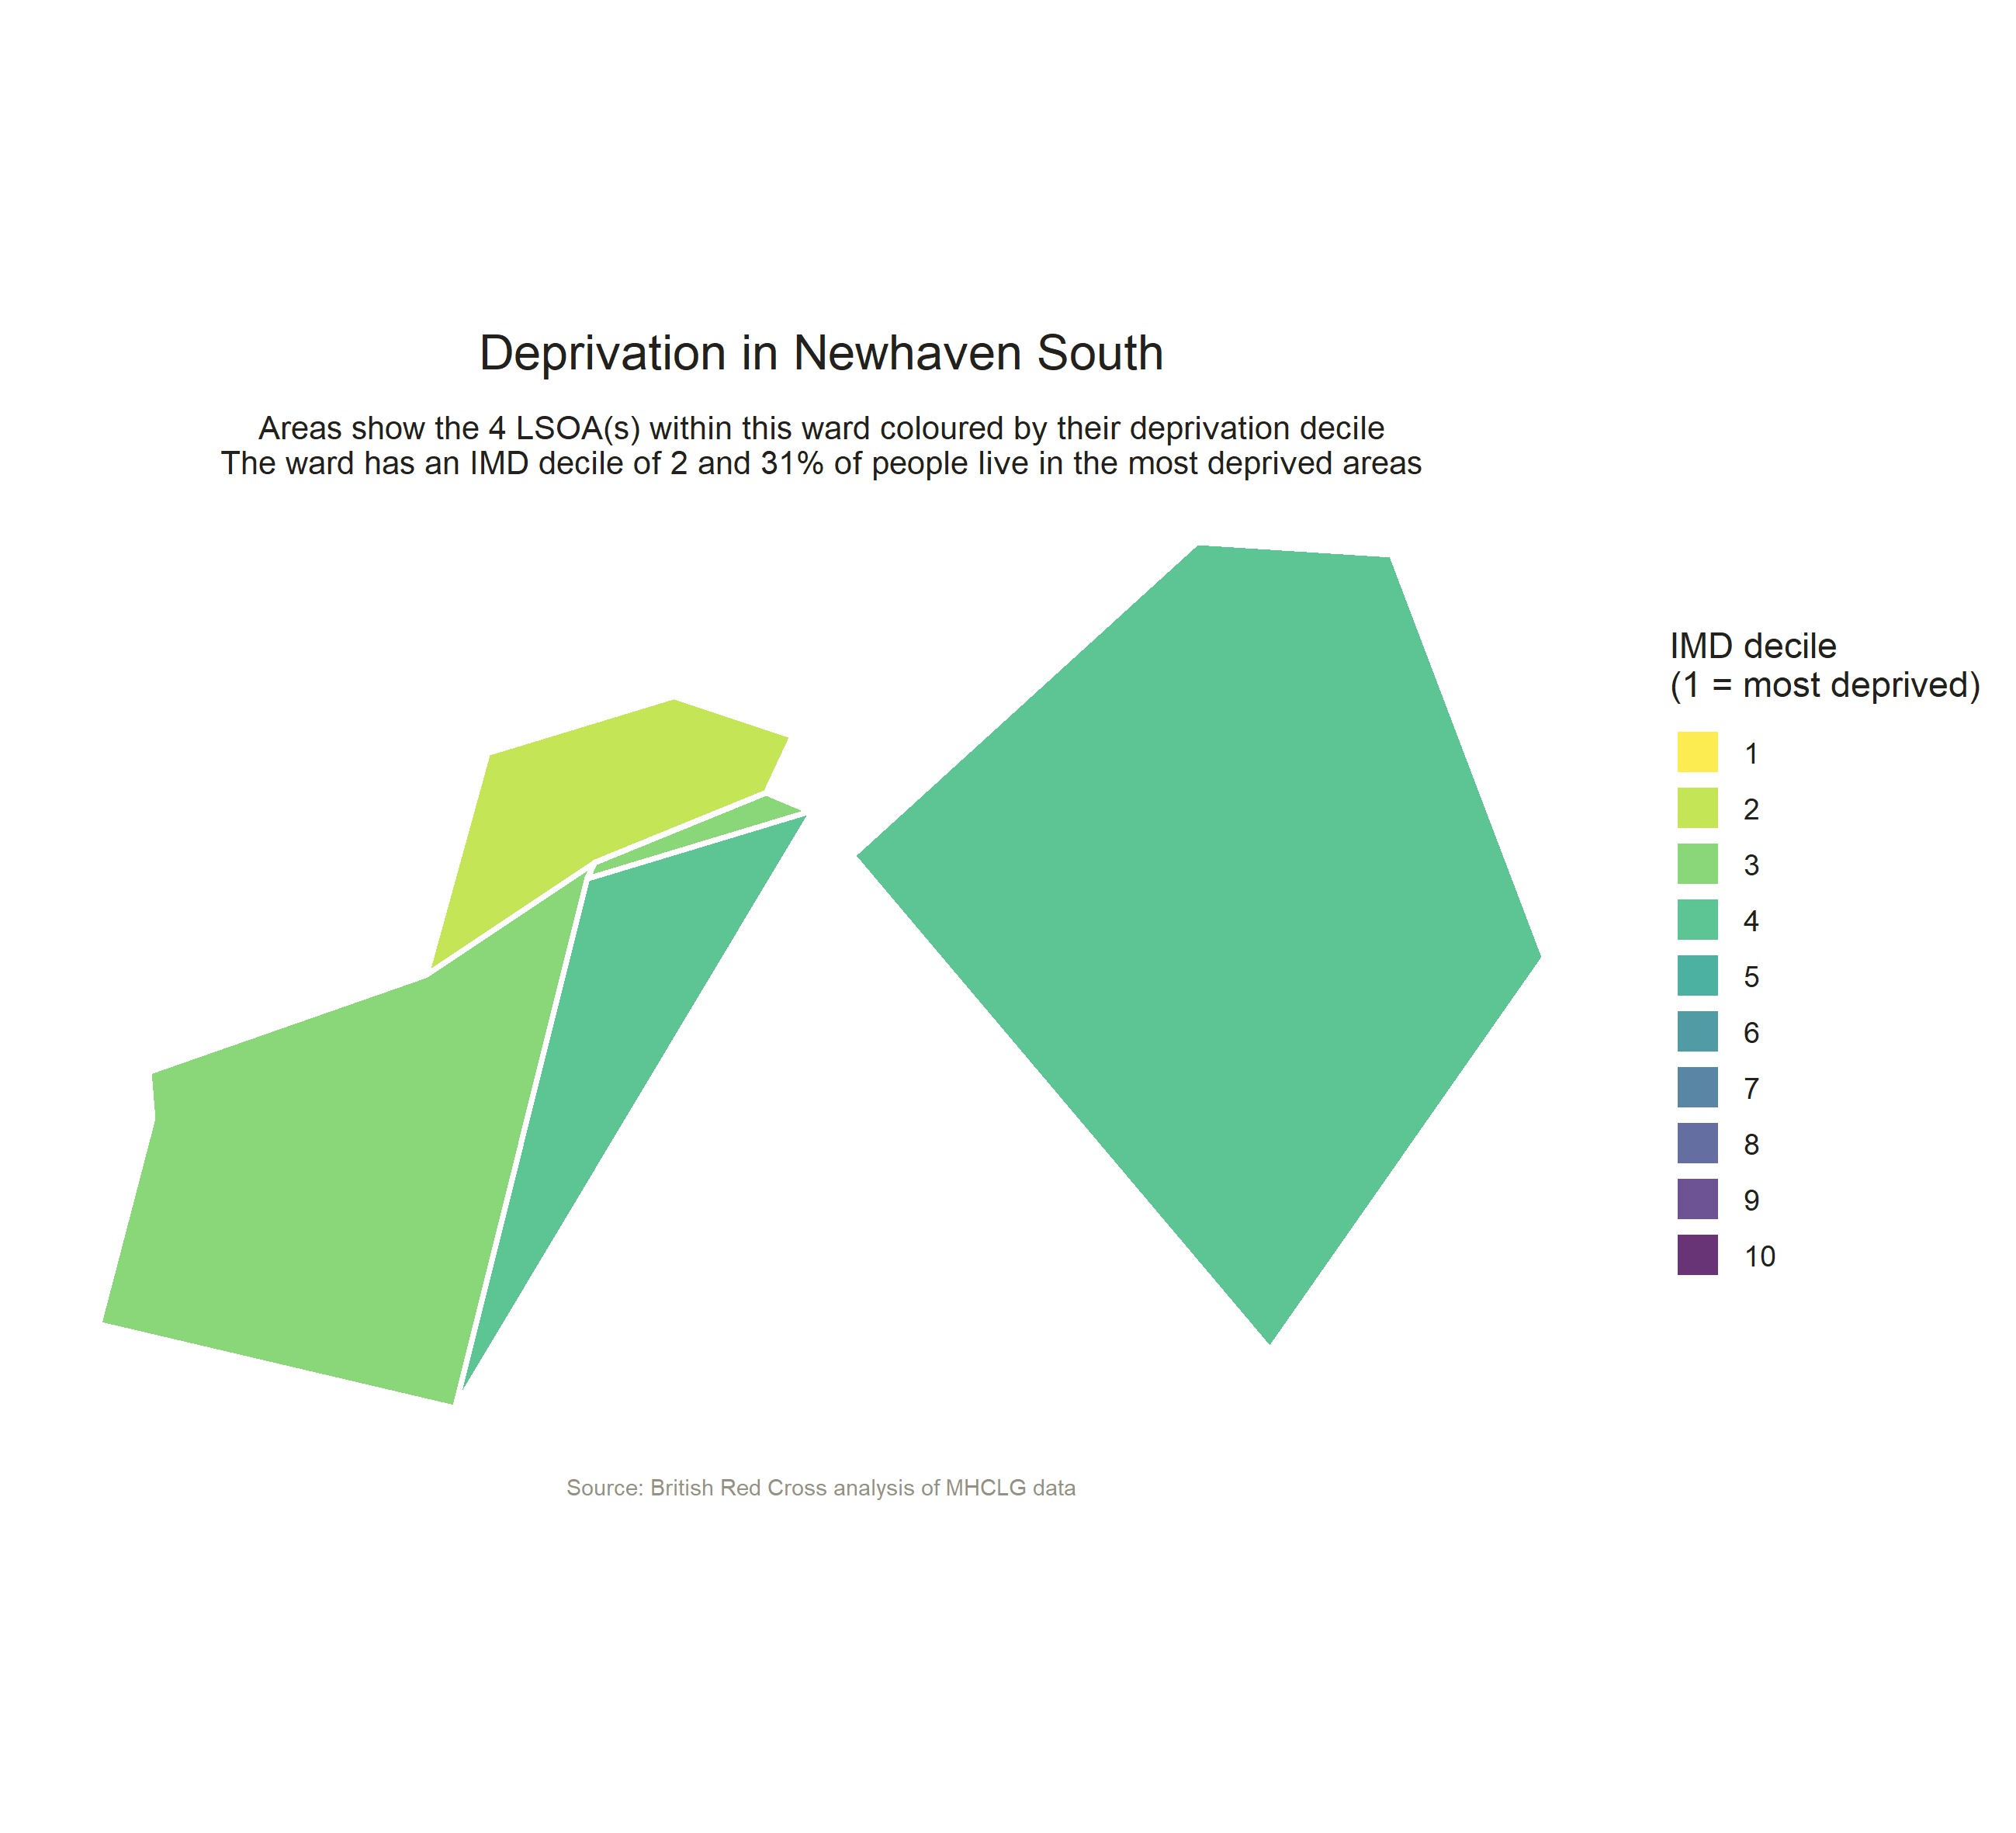 Deprivation in Newhaven South
Areas show the 4 LSOA(s) within this ward coloured by their deprivation decile
The ward has an IMD decile of 2 and 31% of people live in the most deprived areas
IMD decile
(1 = most deprived)
1
2
3
4
5
6
7
8
9
10
Source: British Red Cross analysis of MHCLG data